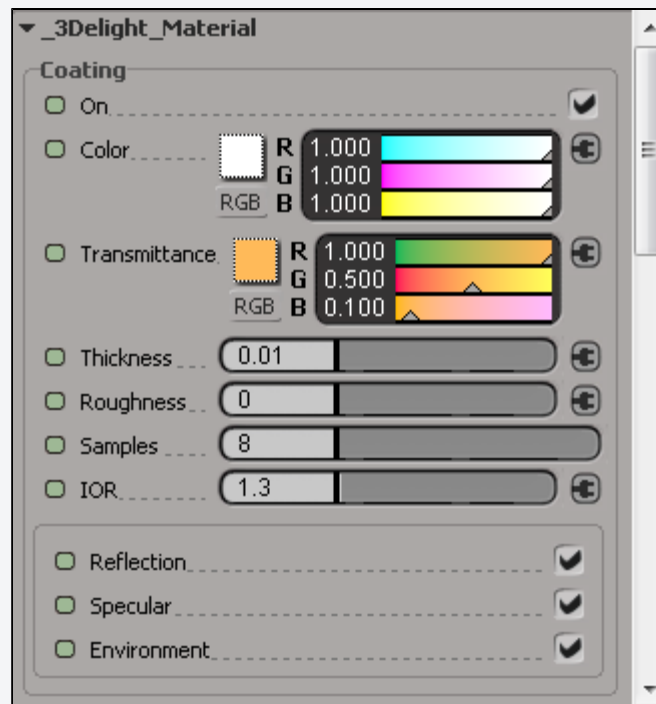 _3Delight_Material
Coating
On
Color R 1.000
G 1.000
RGB B 1.000
Transmittance R 1.000
G 0.500
RGB B 0.100
Thickness 0.01
Roughness 0
Samples 8
IOR 1.3
Reflection
Specular
Environment